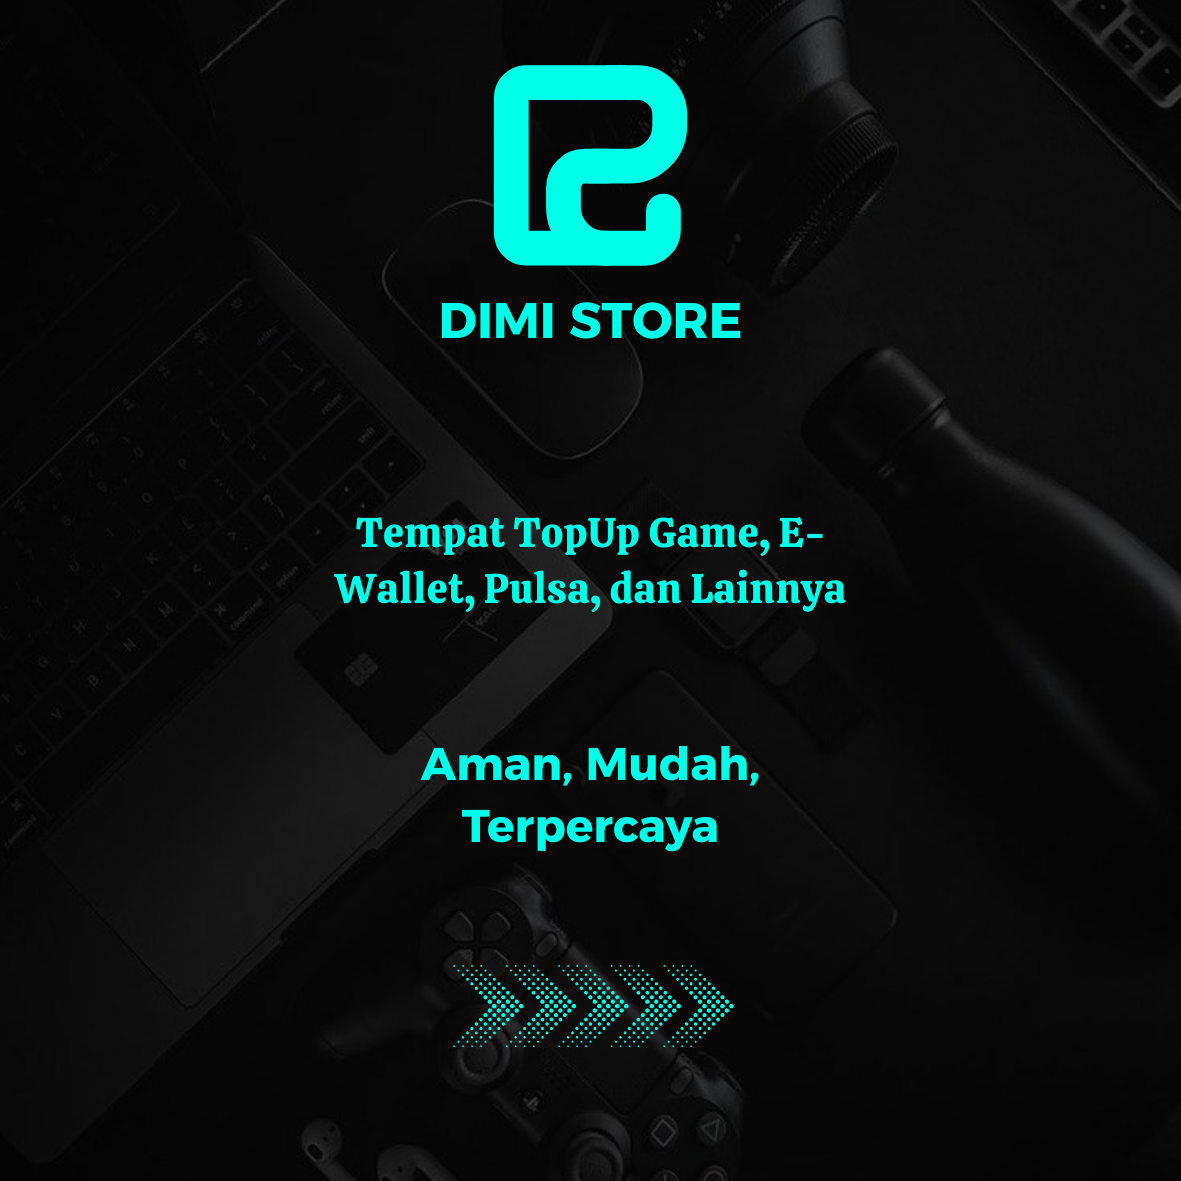 DIMI STORE
Tempat TopUp Game, E-
Wallet, Pulsa, dan Lainnya
Aman, Mudah,
Terpercaya